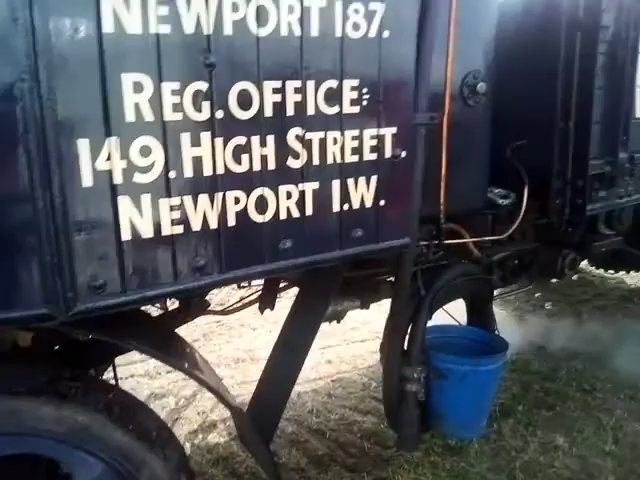 NEWPORT 187.
REG. OFFICE:
149. HIGH STREET.
NEWPORT I.W.